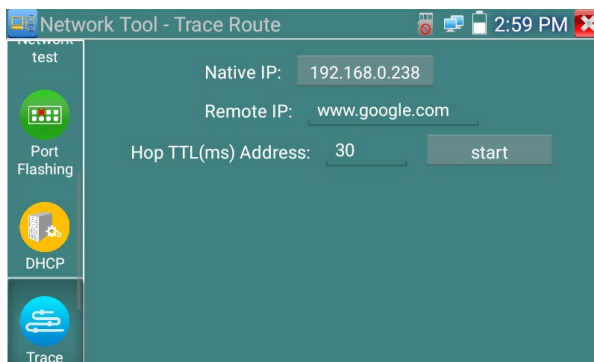 Network Tool - Trace Route
2:59 PM
Network
test
Native IP: 192.168.0.238
Remote IP: www.google.com
Port
Flashing
Hop TTL(ms) Address: 30 start
DHCP
Trace